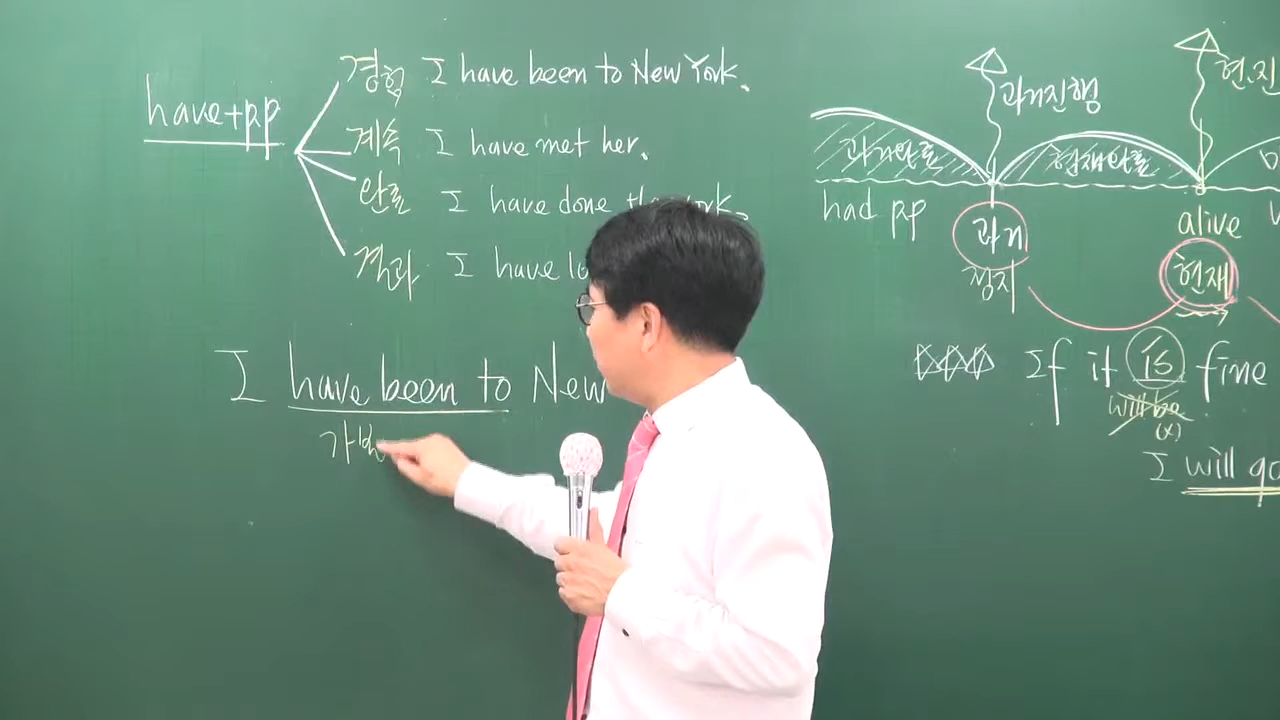 have+pp
경험 I have been to New York.
계속 I have met her.
완료 I have done the work.
결과 I have lo
I have been to New
가본
과거진행
현.진
과거완료
현재완료
had pp
과거
정지
alive
현재
If it is fine
will be
(x)
I will go